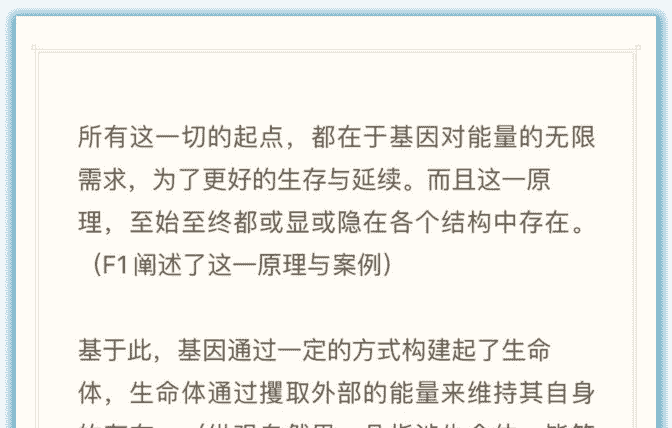 所有这一切的起点，都在于基因对能量的无限
需求，为了更好的生存与延续。而且这一原
理，至始至终都或显或隐在各个结构中存在。
（F1阐述了这一原理与案例）
基于此，基因通过一定的方式构建起了生命
体，生命体通过攫取外部的能量来维持其自身